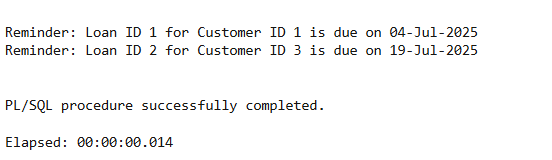 Reminder: Loan ID 1 for Customer ID 1 is due on 04-Jul-2025
Reminder: Loan ID 2 for Customer ID 3 is due on 19-Jul-2025
PL/SQL procedure successfully completed.
Elapsed: 00:00:00.014